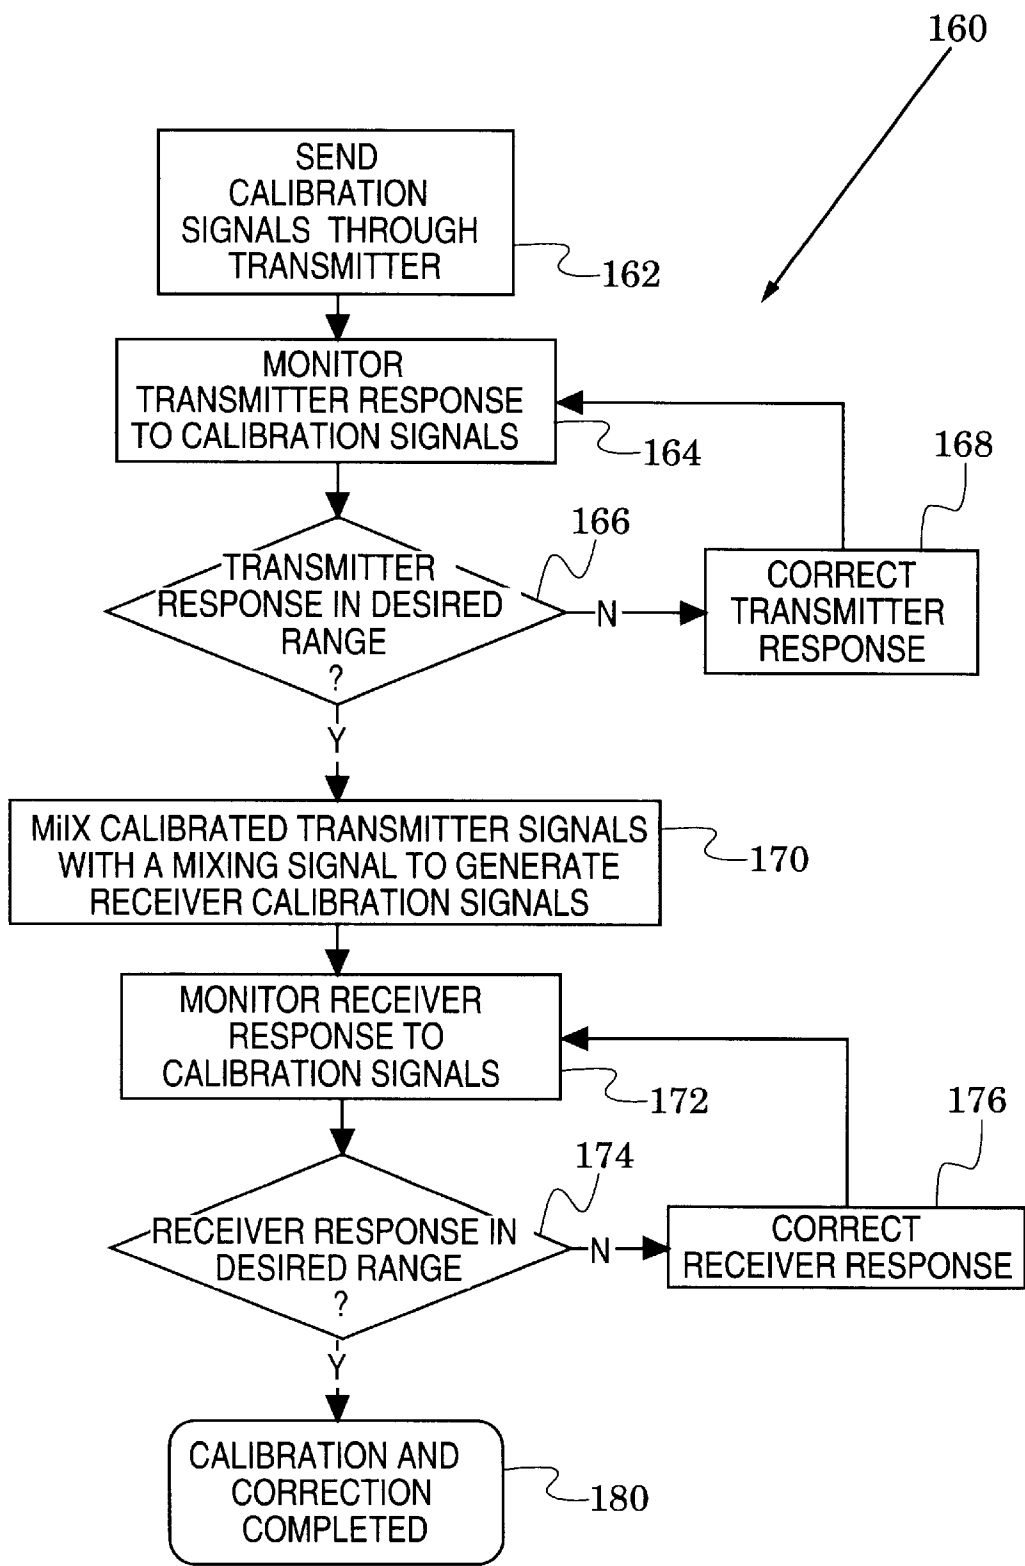 160
SEND
CALIBRATION
SIGNALS THROUGH
TRANSMITTER
162
MONITOR
TRANSMITTER RESPONSE
TO CALIBRATION SIGNALS
164
168
166
TRANSMITTER
RESPONSE IN DESIRED
RANGE
?
N
CORRECT
TRANSMITTER
RESPONSE
Y
MiIX CALIBRATED TRANSMITTER SIGNALS
WITH A MIXING SIGNAL TO GENERATE
RECEIVER CALIBRATION SIGNALS
170
MONITOR RECEIVER
RESPONSE TO
CALIBRATION SIGNALS
172
176
174
RECEIVER RESPONSE IN
DESIRED RANGE
?
N
CORRECT
RECEIVER RESPONSE
Y
CALIBRATION AND
CORRECTION
COMPLETED
180